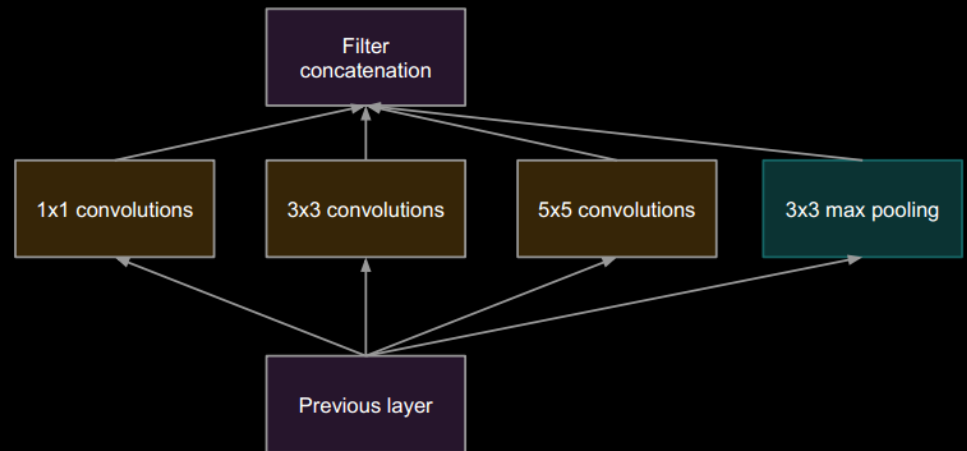 Filter
concatenation
1x1 convolutions
3x3 convolutions
5x5 convolutions
3x3 max pooling
Previous layer